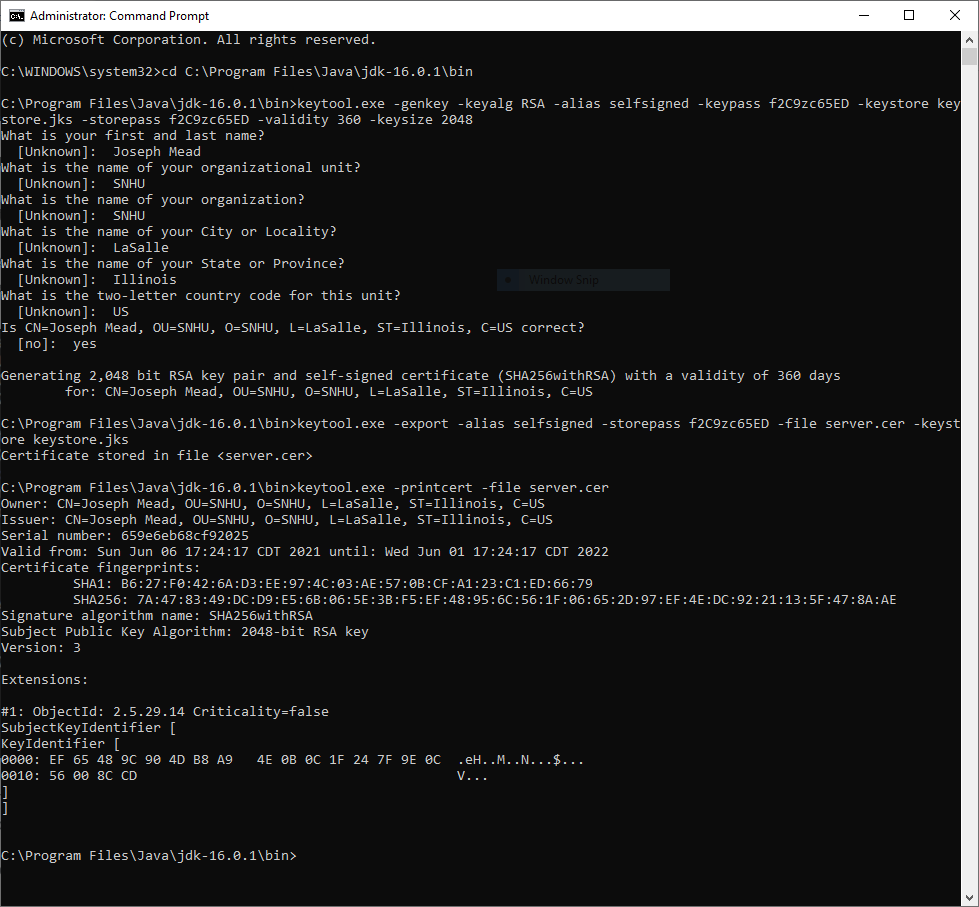 Administrator: Command Prompt
(c) Microsoft Corporation. All rights reserved.
C:\WINDOWS\system32>cd C:\Program Files\Java\jdk-16.0.1\bin
C:\Program Files\Java\jdk-16.0.1\bin>keytool.exe -genkey -keyalg RSA -alias selfsigned -keypass f2C9zc65ED -keystore key
store.jks -storepass f2C9zc65ED -validity 360 -keysize 2048
What is your first and last name?
  [Unknown]:  Joseph Mead
What is the name of your organizational unit?
  [Unknown]:  SNHU
What is the name of your organization?
  [Unknown]:  SNHU
What is the name of your City or Locality?
  [Unknown]:  LaSalle
What is the name of your State or Province?
  [Unknown]:  Illinois
Window Snip
What is the two-letter country code for this unit?
  [Unknown]:  US
Is CN=Joseph Mead, OU=SNHU, O=SNHU, L=LaSalle, ST=Illinois, C=US correct?
  [no]:  yes
Generating 2,048 bit RSA key pair and self-signed certificate (SHA256withRSA) with a validity of 360 days
        for: CN=Joseph Mead, OU=SNHU, O=SNHU, L=LaSalle, ST=Illinois, C=US
C:\Program Files\Java\jdk-16.0.1\bin>keytool.exe -export -alias selfsigned -storepass f2C9zc65ED -file server.cer -keyst
ore keystore.jks
Certificate stored in file <server.cer>
C:\Program Files\Java\jdk-16.0.1\bin>keytool.exe -printcert -file server.cer
Owner: CN=Joseph Mead, OU=SNHU, O=SNHU, L=LaSalle, ST=Illinois, C=US
Issuer: CN=Joseph Mead, OU=SNHU, O=SNHU, L=LaSalle, ST=Illinois, C=US
Serial number: 659e6eb68cf92025
Valid from: Sun Jun 06 17:24:17 CDT 2021 until: Wed Jun 01 17:24:17 CDT 2022
Certificate fingerprints:
         SHA1: B6:27:F0:42:6A:D3:EE:97:4C:03:AE:57:0B:CF:A1:23:C1:ED:66:79
         SHA256: 7A:47:83:49:DC:D9:E5:6B:06:5E:3B:F5:EF:48:95:6C:56:1F:06:65:2D:97:EF:4E:DC:92:21:13:5F:47:8A:AE
Signature algorithm name: SHA256withRSA
Subject Public Key Algorithm: 2048-bit RSA key
Version: 3
Extensions:
#1: ObjectId: 2.5.29.14 Criticality=false
SubjectKeyIdentifier [
KeyIdentifier [
0000: EF 65 48 9C 90 4D B8 A9   4E 0B 0C 1F 24 7F 9E 0C  .eH..M..N...$...
0010: 56 00 8C CD                                        V...
]
]
C:\Program Files\Java\jdk-16.0.1\bin>